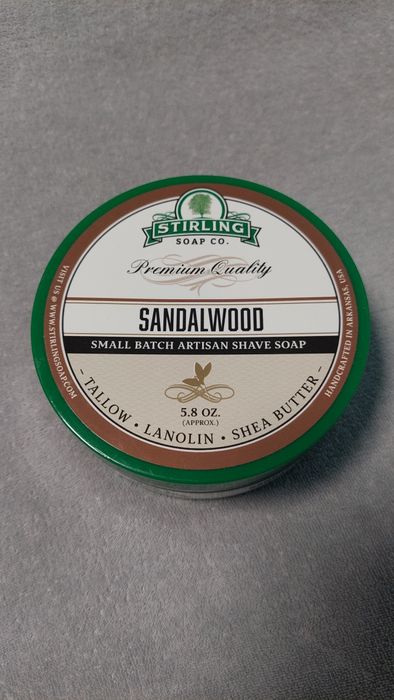 STIRLING
SOAP CO.
Premium Quality
SANDALWOOD
SMALL BATCH ARTISAN SHAVE SOAP
5.8 OZ.
(APPROX.)
- TALLOW • LANOLIN • SHEA BUTTER -
VISIT US @ WWW.STIRLINGSOAP.COM
HANDCRAFTED IN ARKANSAS, USA